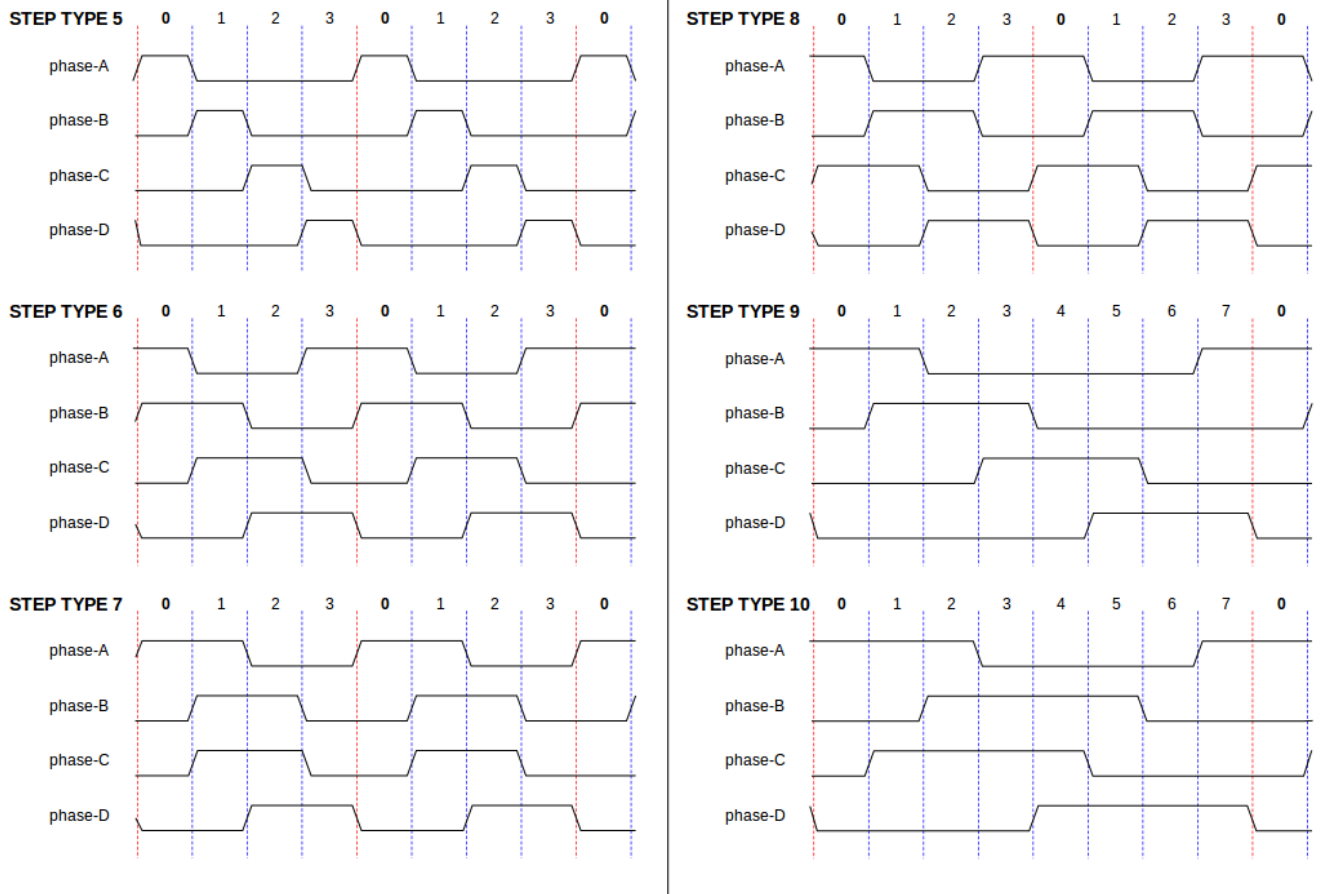 STEP TYPE 5 0 1 2 3 0 1 2 3 0
phase-A
phase-B
phase-C
phase-D
STEP TYPE 6 0 1 2 3 0 1 2 3 0
phase-A
phase-B
phase-C
phase-D
STEP TYPE 7 0 1 2 3 0 1 2 3 0
phase-A
phase-B
phase-C
phase-D
STEP TYPE 8 0 1 2 3 0 1 2 3 0
phase-A
phase-B
phase-C
phase-D
STEP TYPE 9 0 1 2 3 4 5 6 7 0
phase-A
phase-B
phase-C
phase-D
STEP TYPE 10 0 1 2 3 4 5 6 7 0
phase-A
phase-B
phase-C
phase-D